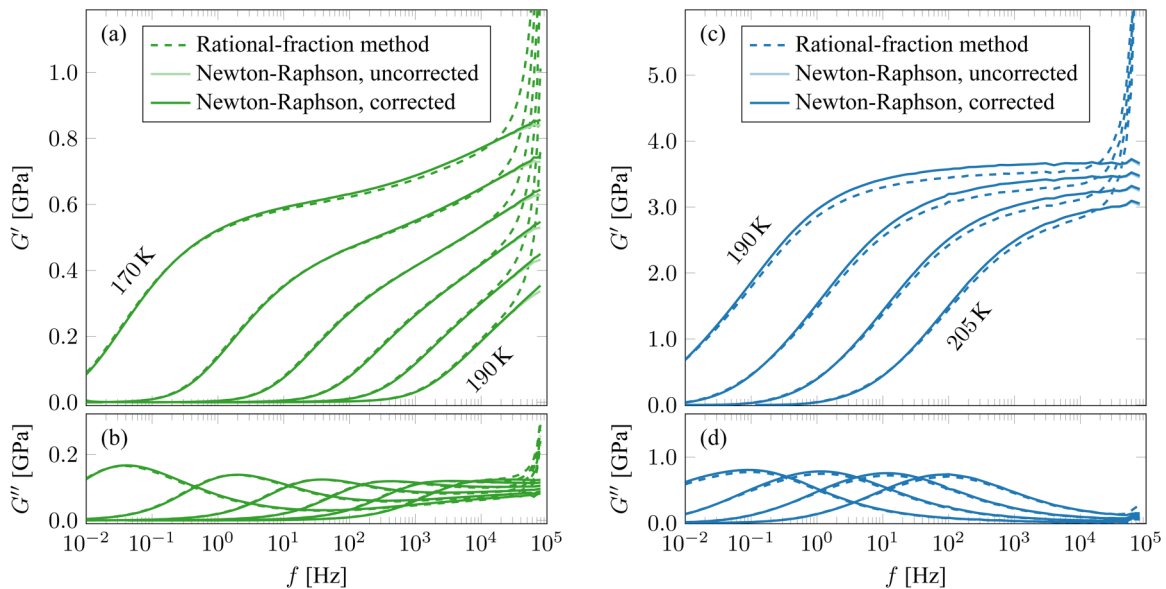 (a)
Rational-fraction method
Newton-Raphson, uncorrected
Newton-Raphson, corrected
1.0
0.8
0.6
0.4
0.2
0.0
G′ [GPa]
170 K
190 K
(b)
0.2
0.0
G″ [GPa]
10⁻² 10⁻¹ 10⁰ 10¹ 10² 10³ 10⁴ 10⁵
f [Hz]
(c)
Rational-fraction method
Newton-Raphson, uncorrected
Newton-Raphson, corrected
5.0
4.0
3.0
2.0
1.0
0.0
G′ [GPa]
190 K
205 K
(d)
1.0
0.0
G″ [GPa]
10⁻² 10⁻¹ 10⁰ 10¹ 10² 10³ 10⁴ 10⁵
f [Hz]